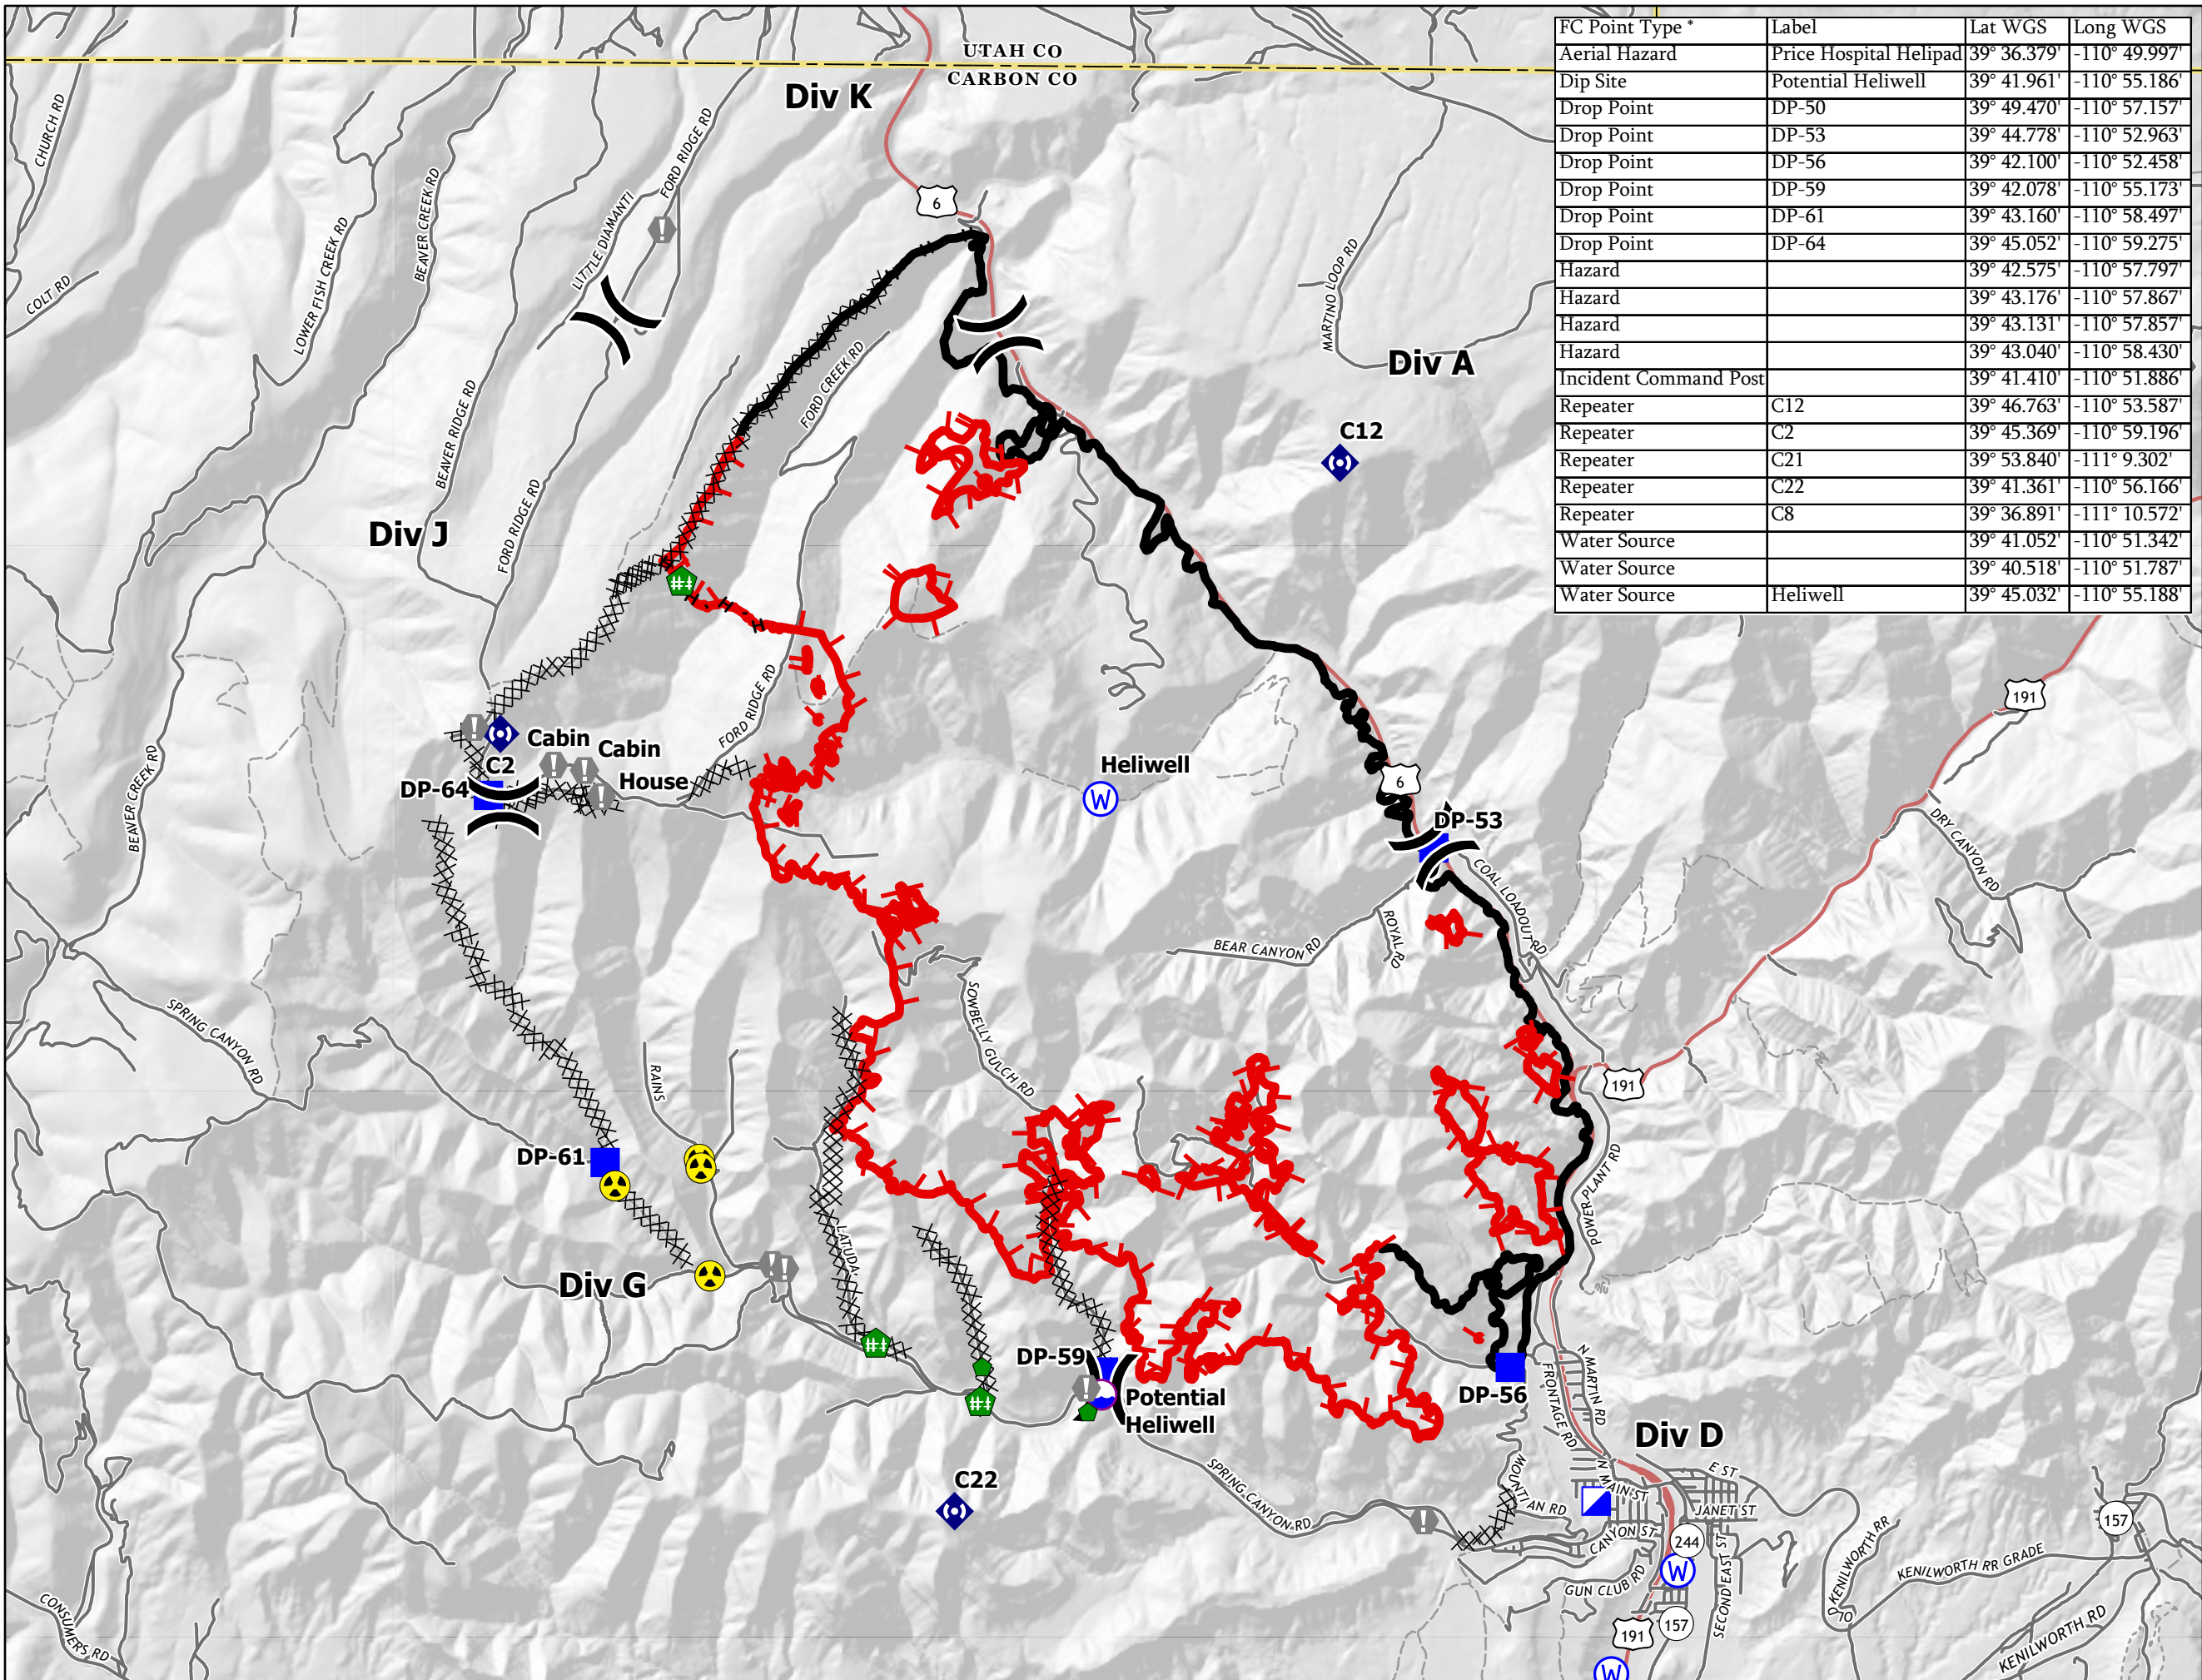 FC Point Type * Label Lat WGS Long WGS
Aerial Hazard Price Hospital Helipad 39° 36.379' -110° 49.997'
Dip Site Potential Heliwell 39° 41.961' -110° 55.186'
Drop Point DP-50 39° 49.470' -110° 57.157'
Drop Point DP-53 39° 44.778' -110° 52.963'
Drop Point DP-56 39° 42.100' -110° 52.458'
Drop Point DP-59 39° 42.078' -110° 55.173'
Drop Point DP-61 39° 43.160' -110° 58.497'
Drop Point DP-64 39° 45.052' -110° 59.275'
Hazard 39° 42.575' -110° 57.797'
Hazard 39° 43.176' -110° 57.867'
Hazard 39° 43.131' -110° 57.857'
Hazard 39° 43.040' -110° 58.430'
Incident Command Post 39° 41.410' -110° 51.886'
Repeater C12 39° 46.763' -110° 53.587'
Repeater C2 39° 45.369' -110° 59.196'
Repeater C21 39° 53.840' -111° 9.302'
Repeater C22 39° 41.361' -110° 56.166'
Repeater C8 39° 36.891' -111° 10.572'
Water Source 39° 41.052' -110° 51.342'
Water Source 39° 40.518' -110° 51.787'
Water Source Heliwell 39° 45.032' -110° 55.188'
UTAH CO
CARBON CO
Div K
CHURCH RD
FORD RIDGE RD
BEAVER CREEK RD
LITTLE DIAMANTI
6
LOWER FISH CREEK RD
COLT RD
MARTINO LOOP RD
Div A
FORD CREEK RD
BEAVER RIDGE RD
C12
Div J
FORD RIDGE RD
H
H
H
FORD RIDGE RD
191
Cabin
Cabin
C2
House
DP-64
Heliwell
W
6
BEAVER CREEK RD
DP-53
DRY CANYON RD
COAL LOADOUT RD
ROYAL RD
BEAR CANYON RD
SPRING CANYON RD
SOWBELLY GULCH RD
RAINS
191
DP-61
POWER PLANT RD
LATUDA
Div G
DP-59
Potential
Heliwell
DP-56
FRONTAGE RD
N MARTIN RD
Div D
C22
SPRING CANYON RD
MOUNTIAN RD
N MAIN ST
E ST
JANET ST
CANYON ST
244
W
GUN CLUB RD
SECOND EAST ST
157
191
W
157
OLD KENILWORTH RR
KENILWORTH RR GRADE
KENILWORTH RD
CONSUMERS RD